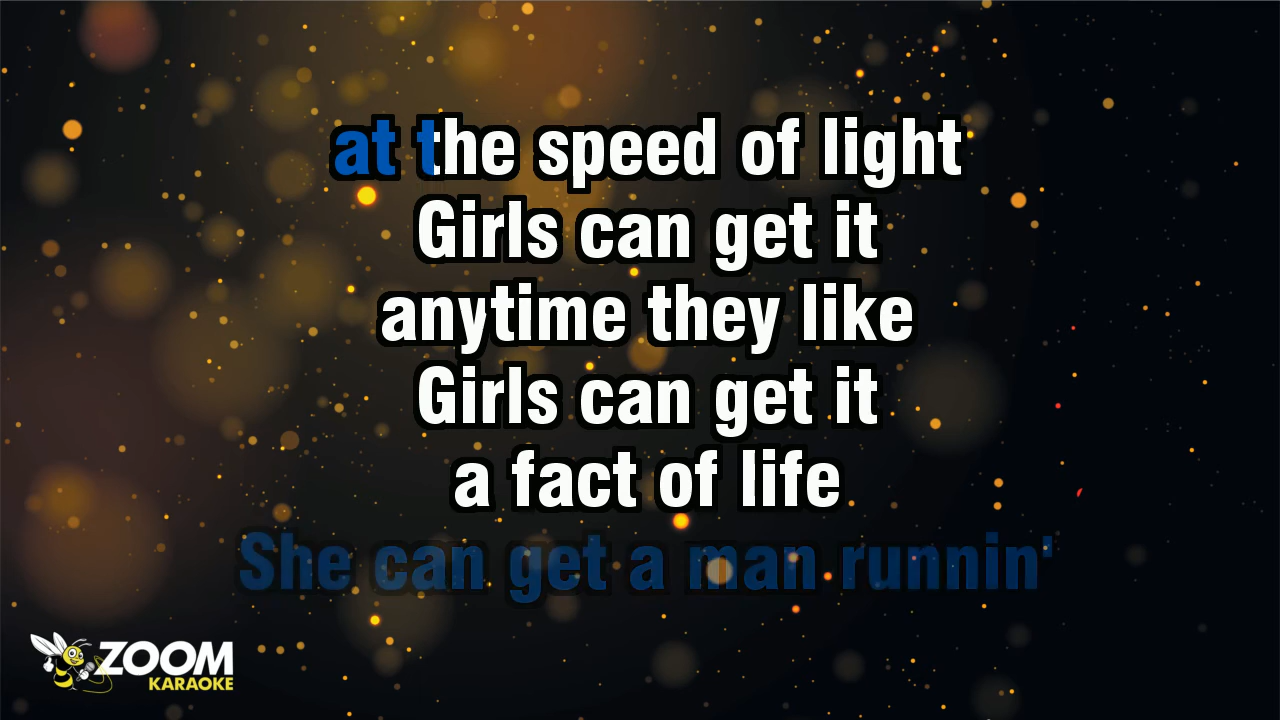 at the speed of light
Girls can get it
anytime they like
Girls can get it
a fact of life
She can get a man runnin'
ZOOM
KARAOKE